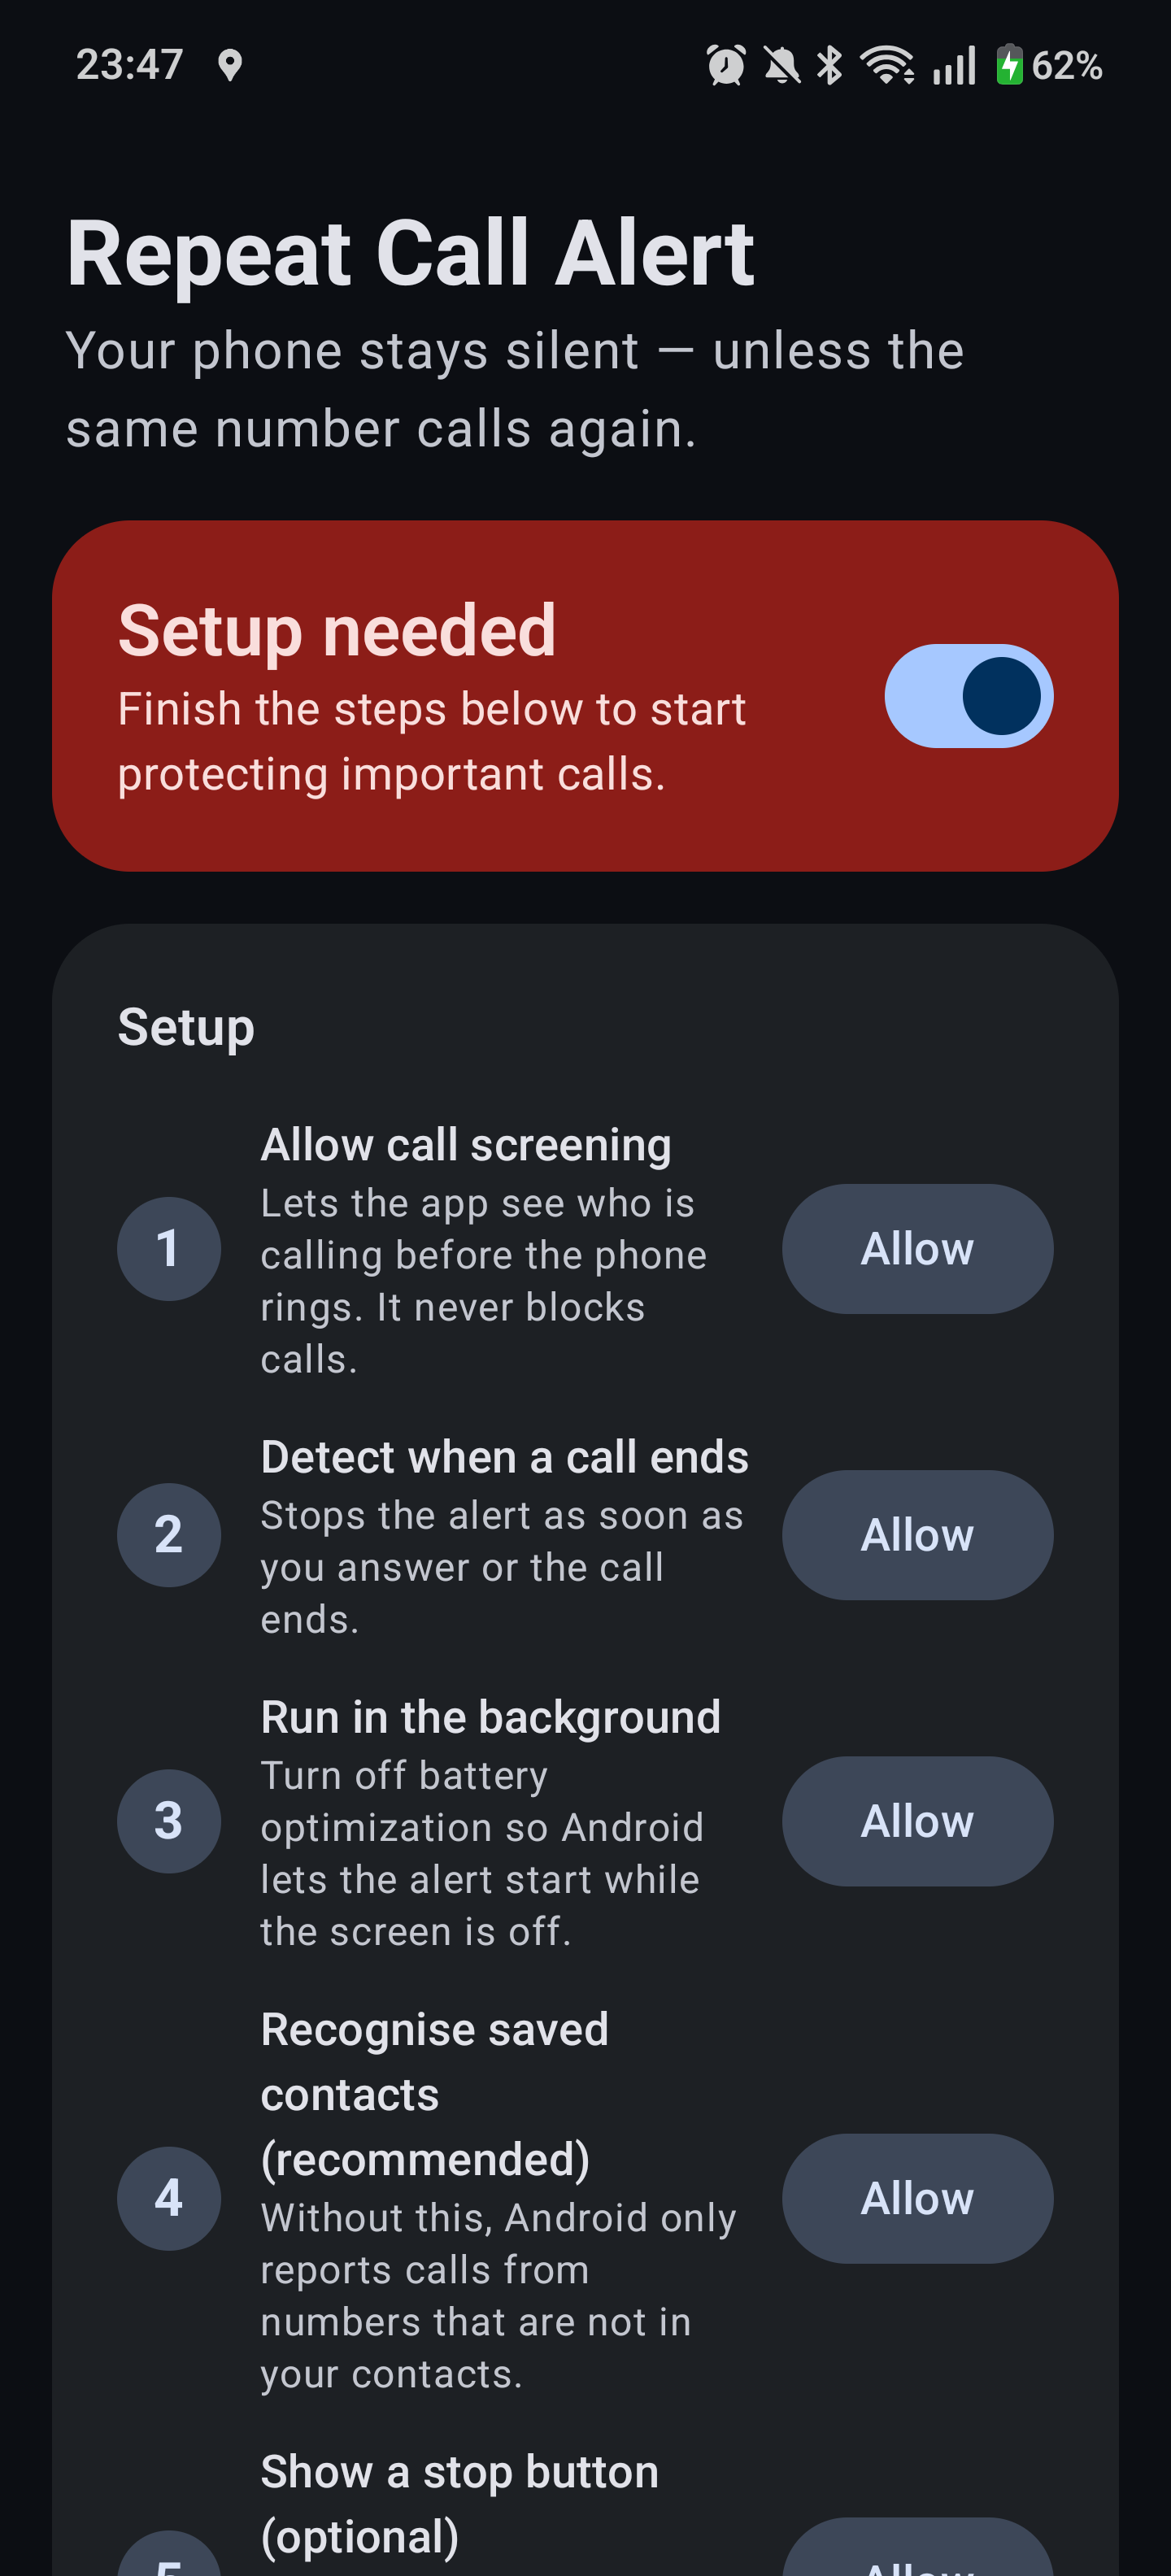 23:47
62%
Repeat Call Alert
Your phone stays silent — unless the
same number calls again.
Setup needed
Finish the steps below to start
protecting important calls.
Setup
1
Allow call screening
Lets the app see who is
calling before the phone
rings. It never blocks
calls.
Allow
2
Detect when a call ends
Stops the alert as soon as
you answer or the call
ends.
Allow
3
Run in the background
Turn off battery
optimization so Android
lets the alert start while
the screen is off.
Allow
4
Recognise saved
contacts
(recommended)
Without this, Android only
reports calls from
numbers that are not in
your contacts.
Allow
5
Show a stop button
(optional)
Allow